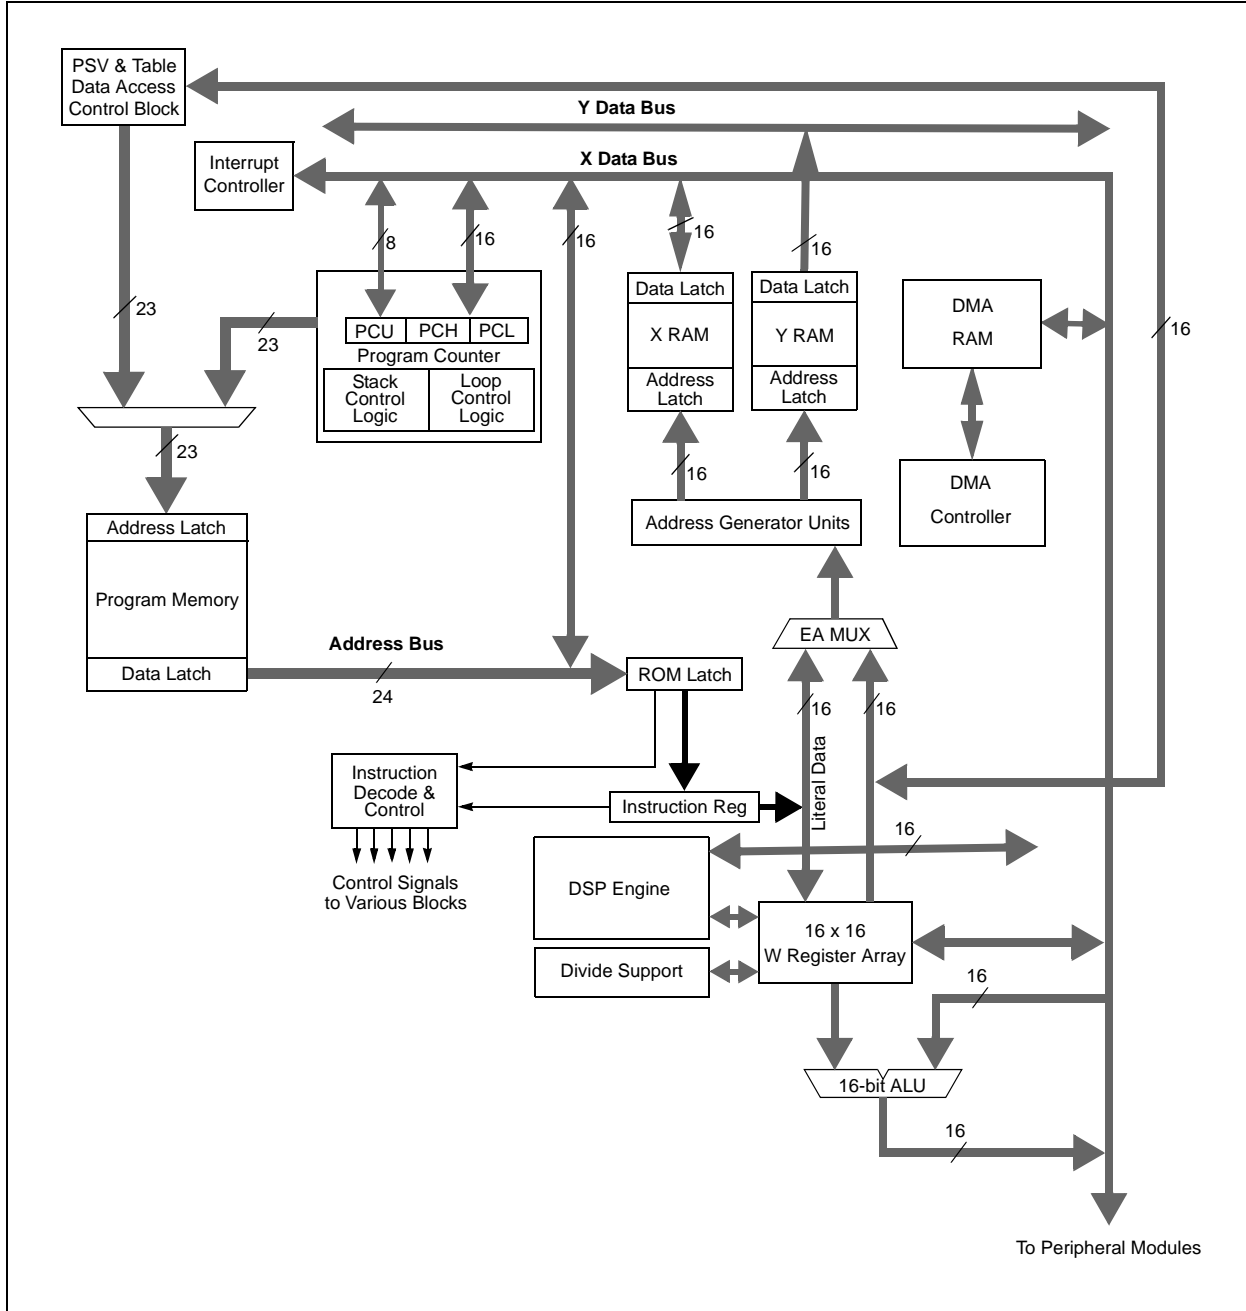 PSV & Table
Data Access
Control Block
Y Data Bus
X Data Bus
Interrupt
Controller
8
16
16
16
16
23
23
16
PCU
PCH
PCL
Program Counter
Stack
Control
Logic
Loop
Control
Logic
Data Latch
X RAM
Address
Latch
Data Latch
Y RAM
Address
Latch
DMA
RAM
23
16
16
DMA
Controller
Address Generator Units
Address Latch
Program Memory
Data Latch
Address Bus
24
ROM Latch
EA MUX
16
16
Literal Data
Instruction
Decode &
Control
Instruction Reg
Control Signals
to Various Blocks
16
DSP Engine
16 x 16
W Register Array
Divide Support
16
16-bit ALU
16
To Peripheral Modules